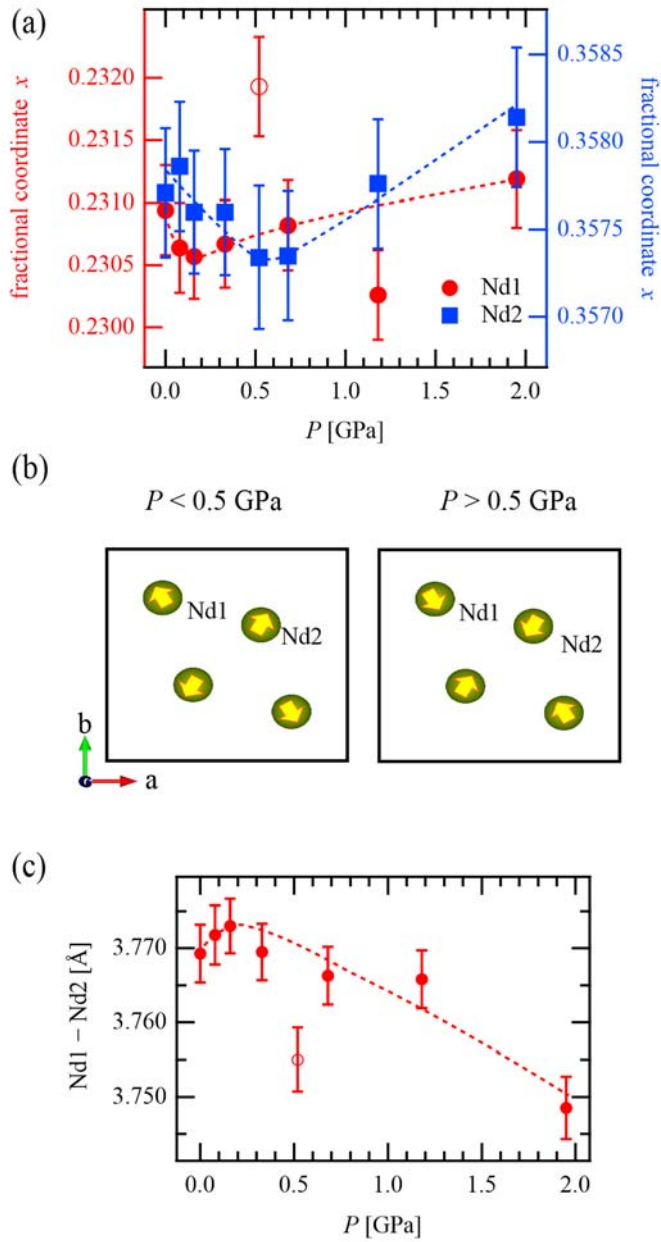 (a)
fractional coordinate x
0.2320
0.2315
0.2310
0.2305
0.2300
0.3585
0.3580
0.3575
0.3570
fractional coordinate x
Nd1
Nd2
0.0 0.5 1.0 1.5 2.0
P [GPa]
(b)
P < 0.5 GPa P > 0.5 GPa
Nd1
Nd2
Nd1
Nd2
b
a
(c)
Nd1 – Nd2 [Å]
3.770
3.760
3.750
0.0 0.5 1.0 1.5 2.0
P [GPa]